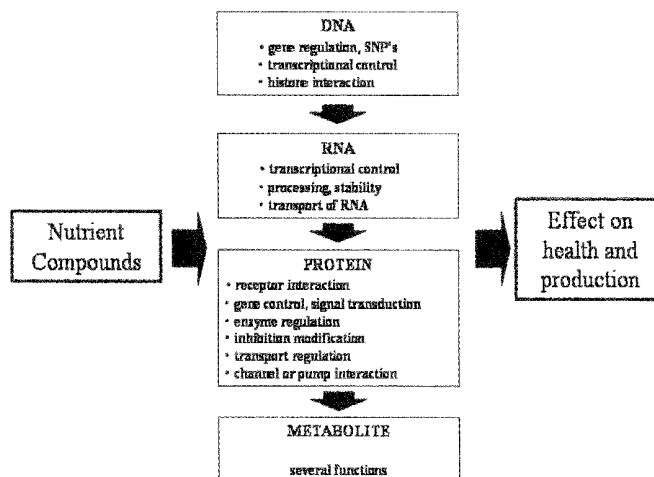 DNA
• gene regulation, SNP's
• transcriptional control
• histone interaction
RNA
• transcriptional control
• processing, stability
• transport of RNA
Nutrient
Compounds
PROTEIN
• receptor interaction
• gene control, signal transduction
• enzyme regulation
• inhibition modification
• transport regulation
• channel or pump interaction
Effect on
health and
production
METABOLITE
several functions